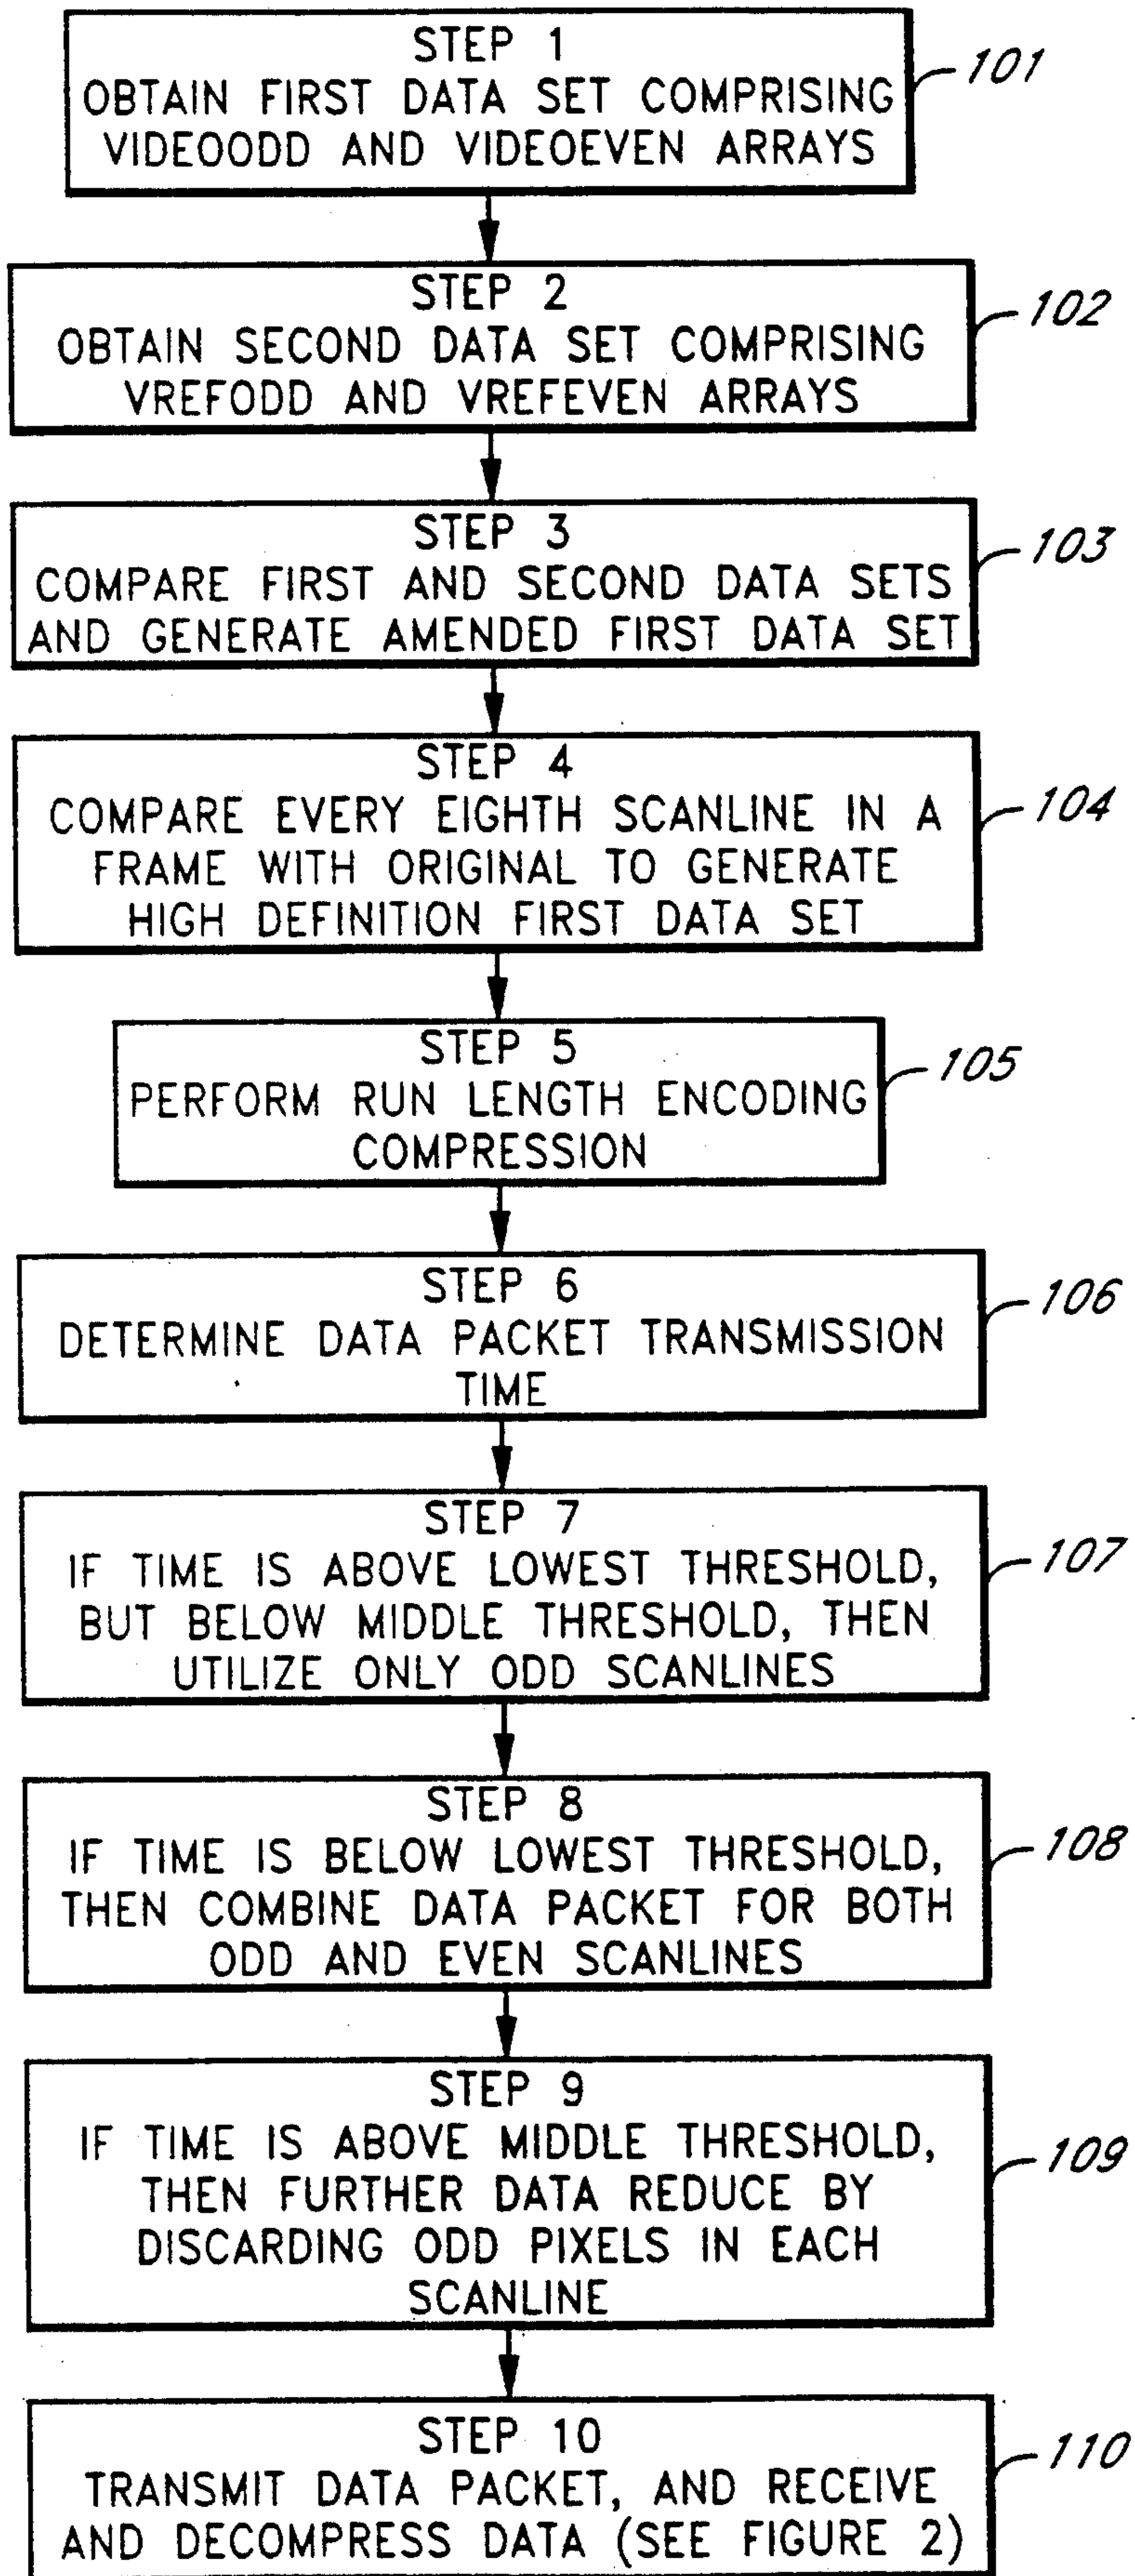 STEP 1
OBTAIN FIRST DATA SET COMPRISING
VIDEOODD AND VIDEOEVEN ARRAYS
101
STEP 2
OBTAIN SECOND DATA SET COMPRISING
VREFODD AND VREFEVEN ARRAYS
102
STEP 3
COMPARE FIRST AND SECOND DATA SETS
AND GENERATE AMENDED FIRST DATA SET
103
STEP 4
COMPARE EVERY EIGHTH SCANLINE IN A
FRAME WITH ORIGINAL TO GENERATE
HIGH DEFINITION FIRST DATA SET
104
STEP 5
PERFORM RUN LENGTH ENCODING
COMPRESSION
105
STEP 6
DETERMINE DATA PACKET TRANSMISSION
TIME
106
STEP 7
IF TIME IS ABOVE LOWEST THRESHOLD,
BUT BELOW MIDDLE THRESHOLD, THEN
UTILIZE ONLY ODD SCANLINES
107
STEP 8
IF TIME IS BELOW LOWEST THRESHOLD,
THEN COMBINE DATA PACKET FOR BOTH
ODD AND EVEN SCANLINES
108
STEP 9
IF TIME IS ABOVE MIDDLE THRESHOLD,
THEN FURTHER DATA REDUCE BY
DISCARDING ODD PIXELS IN EACH
SCANLINE
109
STEP 10
TRANSMIT DATA PACKET, AND RECEIVE
AND DECOMPRESS DATA (SEE FIGURE 2)
110